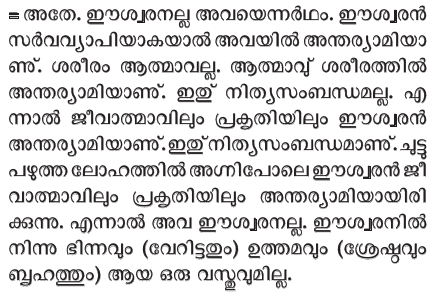 = അതേ. ഈശ്വരനല്ല അവയെന്നർഥം. ഈശ്വരൻ
സർവവ്യാപിയാകയാൽ അവയിൽ അന്തര്യാമിയാ
ണ്. ശരീരം ആത്മാവല്ല. ആത്മാവു് ശരീരത്തിൽ
അന്തര്യാമിയാണ്. ഇതു് നിത്യസംബന്ധമല്ല. എ
ന്നാൽ ജീവാത്മാവിലും പ്രകൃതിയിലും ഈശ്വരൻ
അന്തര്യാമിയാണ്. ഇതു് നിത്യസംബന്ധമാണ്. ചുട്ടു
പഴുത്ത ലോഹത്തിൽ അഗ്നിപോലെ ഈശ്വരൻ ജീ
വാത്മാവിലും പ്രകൃതിയിലും അന്തര്യാമിയായിരി
ക്കുന്നു. എന്നാൽ അവ ഈശ്വരനല്ല. ഈശ്വരനിൽ
നിന്നു ഭിന്നവും (വേറിട്ടതും) ഉത്തമവും (ശ്രേഷ്ഠവും
ബൃഹത്തും) ആയ ഒരു വസ്തുവുമില്ല.